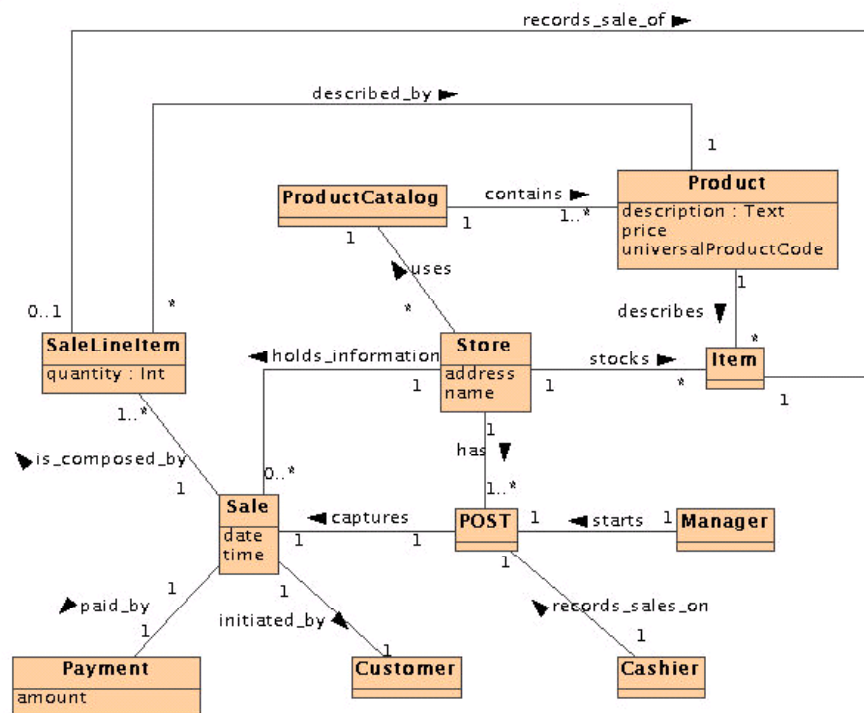 records_sale_of
described_by
1
ProductCatalog
contains
Product
description : Text
price
universalProductCode
1
1
1..*
uses
1
describes
0..1
*
*
*
SaleLineItem
quantity : Int
holds_information
Store
address
name
stocks
Item
1
1
*
1
1..*
1
has
is_composed_by
1
0..*
1..*
Sale
date
time
captures
POST
1
starts
1
Manager
1
1
1
1
1
paid_by
initiated_by
records_sales_on
1
1
1
Payment
amount
Customer
Cashier